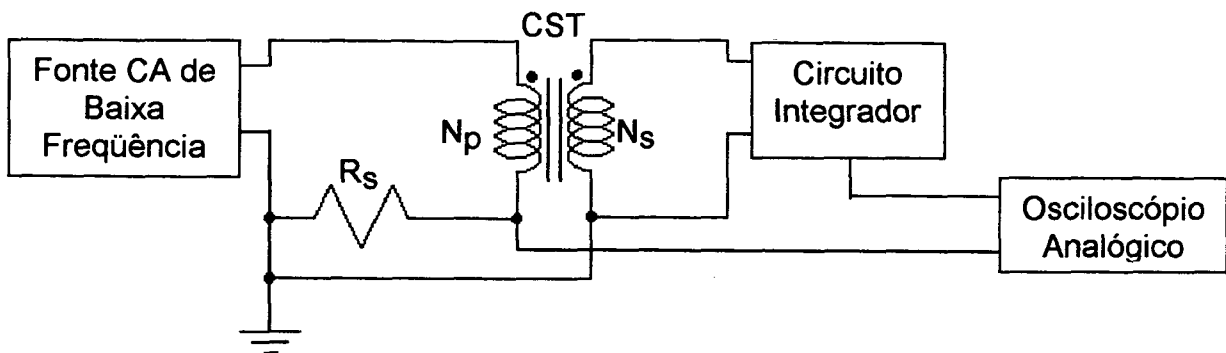 CST
Fonte CA de
Baixa
Freqüência
Np
Ns
Circuito
Integrador
Rs
Osciloscópio
Analógico